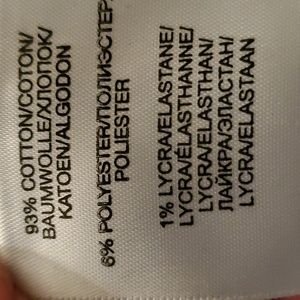 93% COTTON/COTON/
BAUMWOLLE/ХЛОПОК/
KATOEN/ALGODON
6% POLYESTER/ПОЛИЭСТЕР/
POLIESTER
1% LYCRA/ELASTANE/
LYCRA/ÉLASTHANNE/
LYCRA/ELASTHAN/
ЛАЙКРА/ЭЛАСТАН/
LYCRA/ELASTAAN